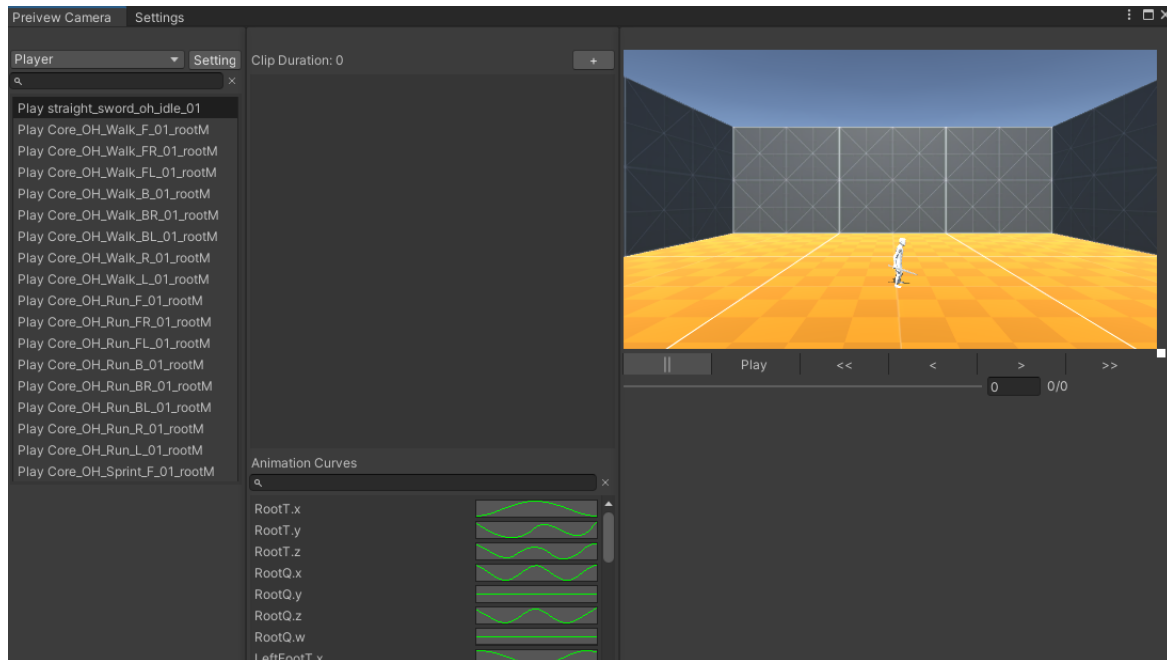 Preivew Camera
Settings
Player
Setting
Play straight_sword_oh_idle_01
Play Core_OH_Walk_F_01_rootM
Play Core_OH_Walk_FR_01_rootM
Play Core_OH_Walk_FL_01_rootM
Play Core_OH_Walk_B_01_rootM
Play Core_OH_Walk_BR_01_rootM
Play Core_OH_Walk_BL_01_rootM
Play Core_OH_Walk_R_01_rootM
Play Core_OH_Walk_L_01_rootM
Play Core_OH_Run_F_01_rootM
Play Core_OH_Run_FR_01_rootM
Play Core_OH_Run_FL_01_rootM
Play Core_OH_Run_B_01_rootM
Play Core_OH_Run_BR_01_rootM
Play Core_OH_Run_BL_01_rootM
Play Core_OH_Run_R_01_rootM
Play Core_OH_Run_L_01_rootM
Play Core_OH_Sprint_F_01_rootM
Clip Duration: 0
+
Animation Curves
RootT.x
RootT.y
RootT.z
RootQ.x
RootQ.y
RootQ.z
RootQ.w
LeftFootT.x
||
Play
<<
<
>
>>
0
0/0